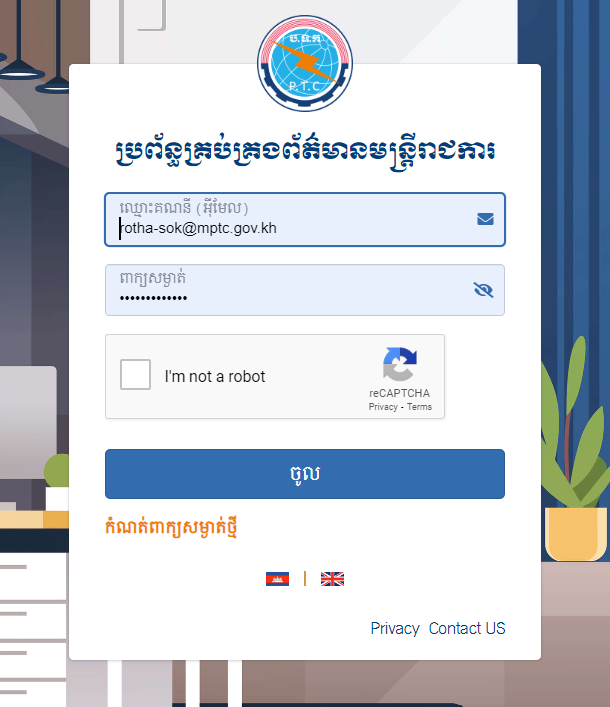 ប.ជ.ភ
P.T.C
ប្រព័ន្ធគ្រប់គ្រងព័ត៌មានមន្ត្រីរាជការ
ឈ្មោះគណនី (អ៊ីមែល)
rotha-sok@mptc.gov.kh
ពាក្យសម្ងាត់
•••••••••••••
I'm not a robot
reCAPTCHA
Privacy - Terms
ចូល
កំណត់ពាក្យសម្ងាត់ថ្មី
|
Privacy Contact US